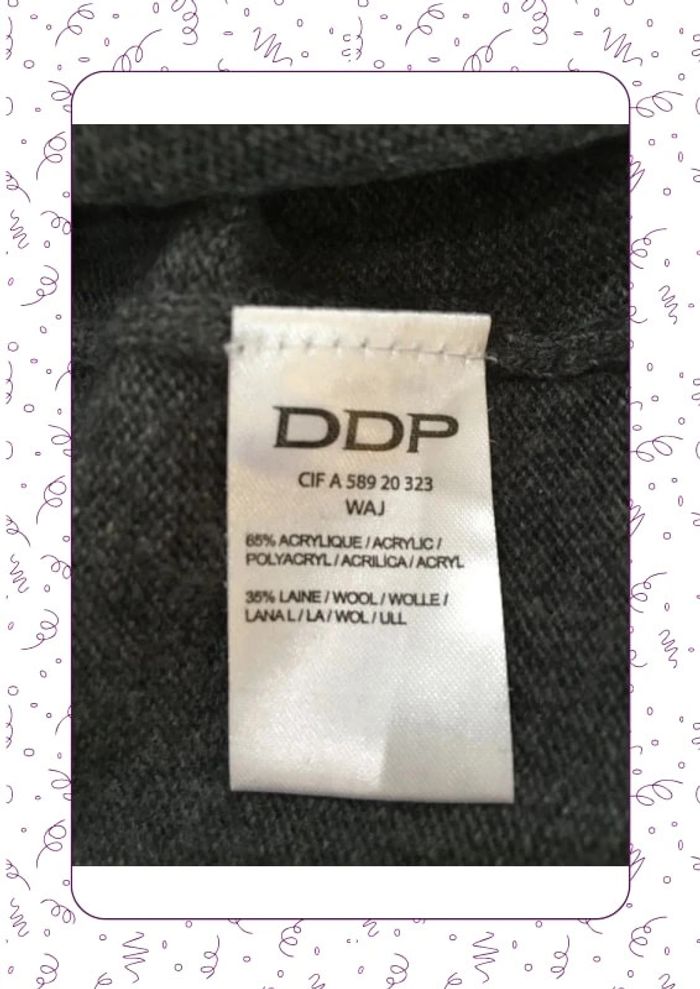 DDP
CIF A 589 20 323
WAJ
65% ACRYLIQUE / ACRYLIC /
POLYACRYL / ACRILICA / ACRYL
35% LAINE / WOOL / WOLLE /
LANA L / LA / WOL / ULL